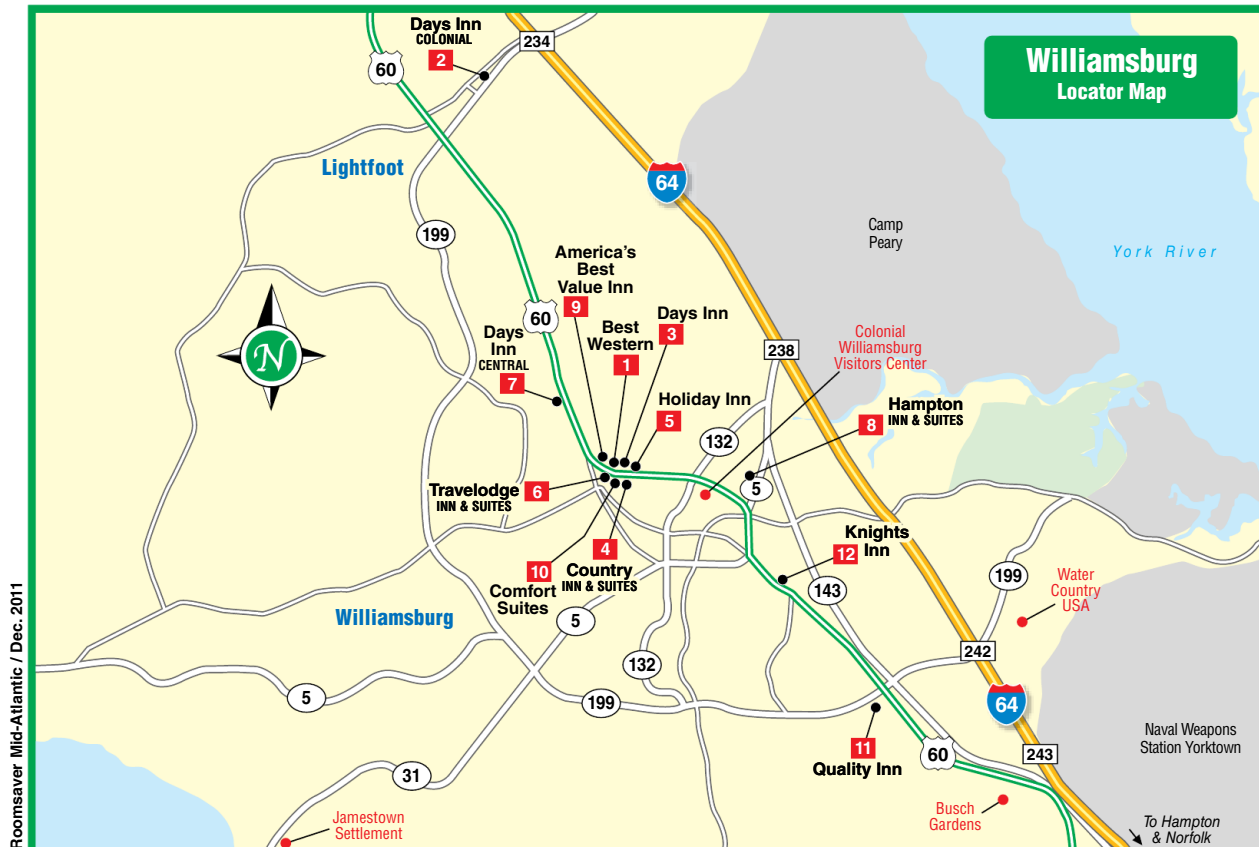 Williamsburg
Locator Map
Days Inn
COLONIAL
2
234
60
Lightfoot
64
199
Camp
Peary
York River
America's
Best
Value Inn
9
60
Best
Western
1
Days Inn
3
Days
Inn
CENTRAL
7
Colonial
Williamsburg
Visitors Center
238
N
Holiday Inn
5
Hampton
INN & SUITES
8
132
Travelodge
INN & SUITES
6
5
4
Country
INN & SUITES
10
Comfort
Suites
Knights
Inn
12
143
199
Water
Country
USA
Williamsburg
5
132
242
5
199
64
11
Quality Inn
60
243
Naval Weapons
Station Yorktown
31
Jamestown
Settlement
Busch
Gardens
To Hampton
& Norfolk
Roomsaver Mid-Atlantic / Dec. 2011